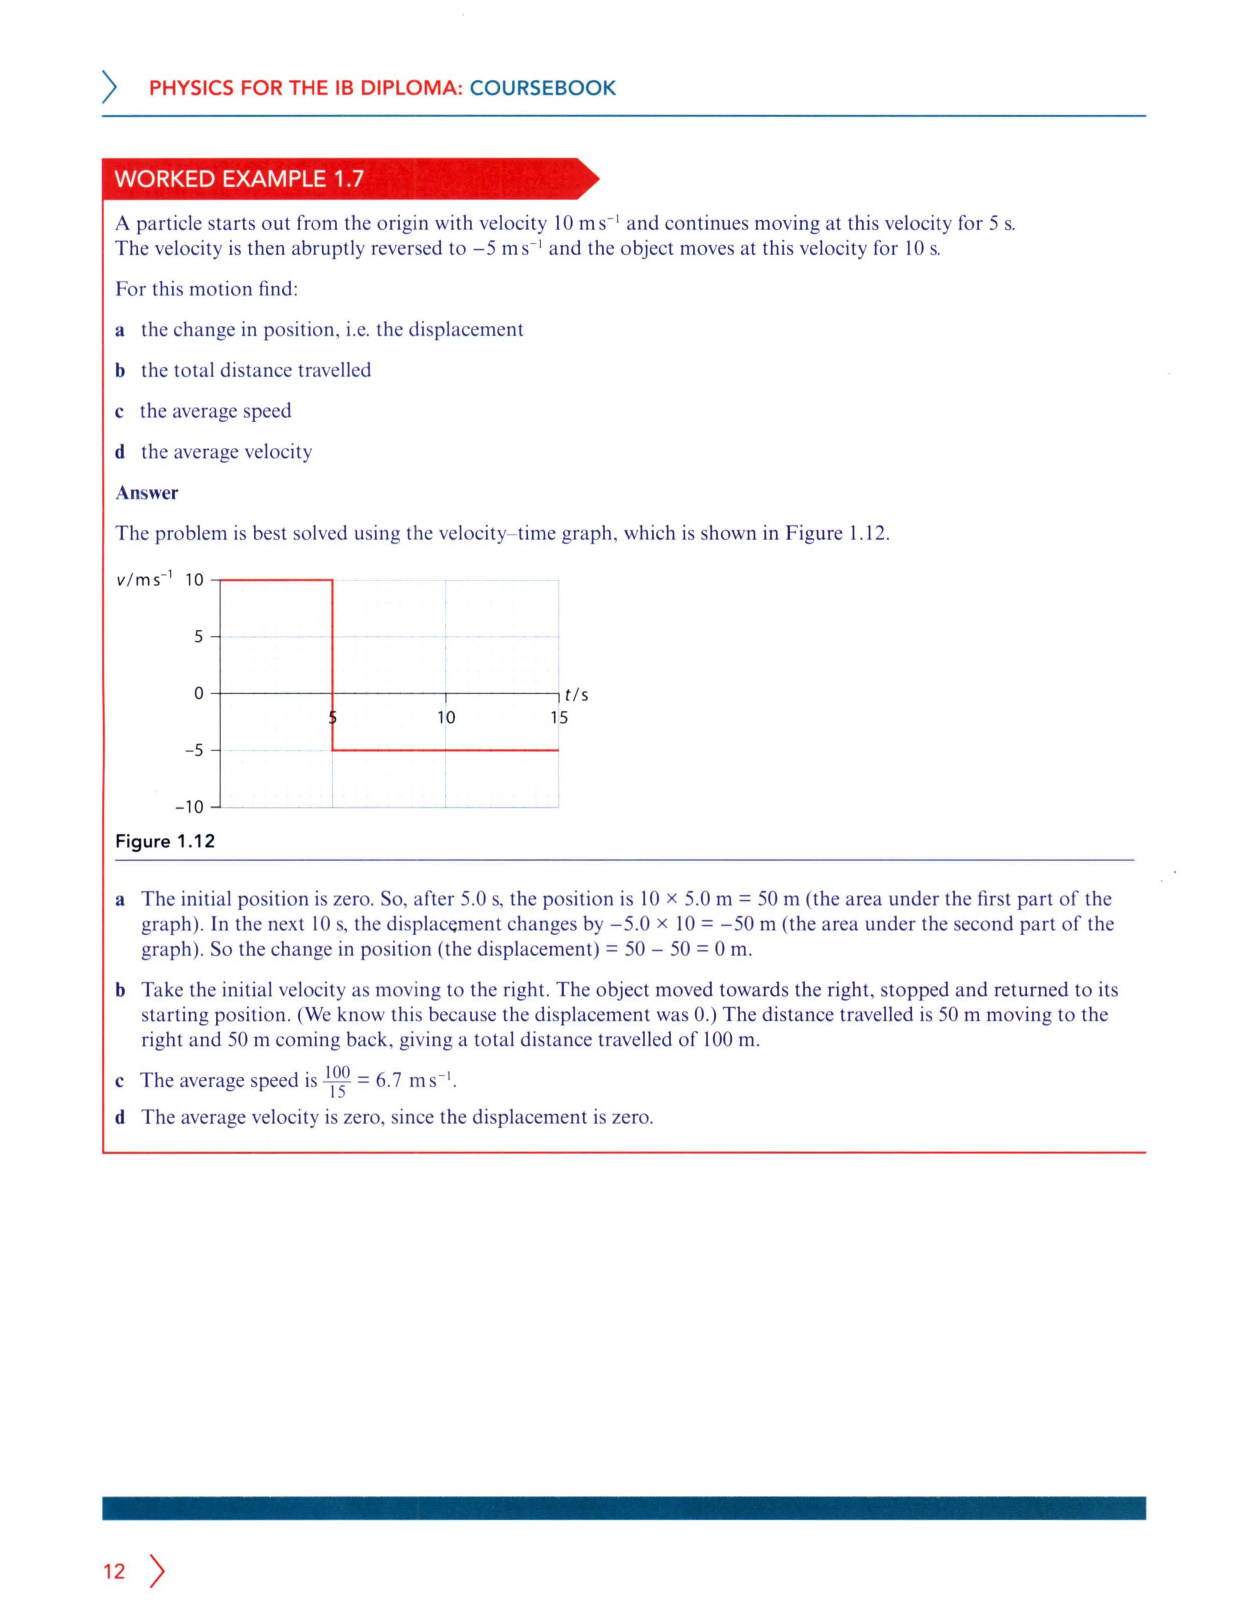 PHYSICS FOR THE IB DIPLOMA: COURSEBOOK
WORKED EXAMPLE 1.7
A particle starts out from the origin with velocity 10 m s⁻¹ and continues moving at this velocity for 5 s.
The velocity is then abruptly reversed to −5 m s⁻¹ and the object moves at this velocity for 10 s.
For this motion find:
a the change in position, i.e. the displacement
b the total distance travelled
c the average speed
d the average velocity
Answer
The problem is best solved using the velocity–time graph, which is shown in Figure 1.12.
v/m s⁻¹ 10
5
0
t/s
5 10 15
−5
−10
Figure 1.12
a The initial position is zero. So, after 5.0 s, the position is 10 × 5.0 m = 50 m (the area under the first part of the
graph). In the next 10 s, the displacement changes by −5.0 × 10 = −50 m (the area under the second part of the
graph). So the change in position (the displacement) = 50 − 50 = 0 m.
b Take the initial velocity as moving to the right. The object moved towards the right, stopped and returned to its
starting position. (We know this because the displacement was 0.) The distance travelled is 50 m moving to the
right and 50 m coming back, giving a total distance travelled of 100 m.
c The average speed is 100/15 = 6.7 m s⁻¹.
d The average velocity is zero, since the displacement is zero.
12